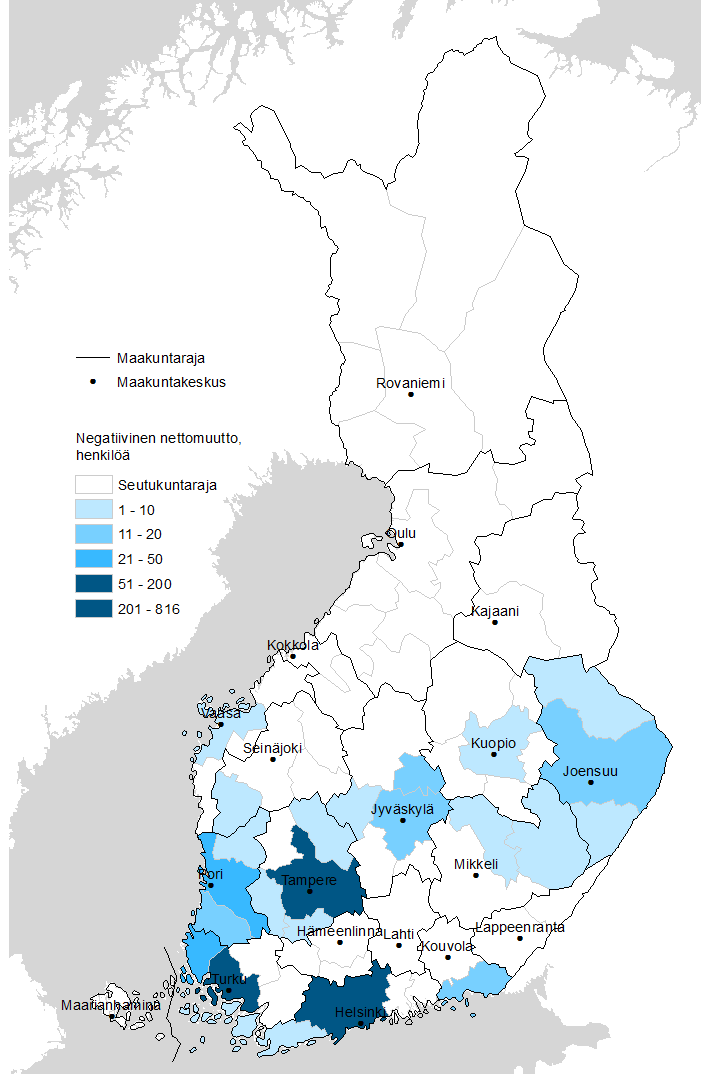 Maakuntaraja
Maakuntakeskus
Rovaniemi
Negatiivinen nettomuutto,
henkilöä
Seutukuntaraja
1 - 10
11 - 20
21 - 50
51 - 200
201 - 816
Oulu
Kajaani
Kokkola
Vaasa
Seinäjoki
Kuopio
Joensuu
Jyväskylä
Mikkeli
Pori
Tampere
Hämeenlinna
Lahti
Kouvola
Lappeenranta
Turku
Maarianhamina
Helsinki